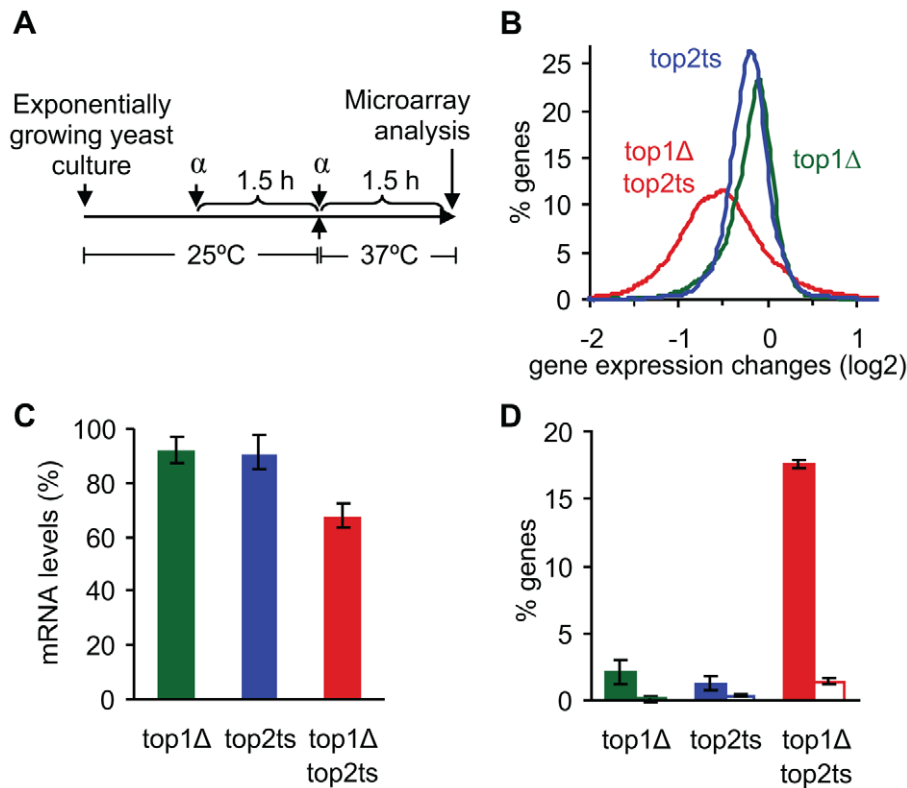 A
Exponentially
growing yeast
culture
Microarray
analysis
α
α
1.5 h
1.5 h
25ºC
37ºC
B
25
20
15
10
5
0
% genes
top2ts
top1Δ
top2ts
top1Δ
-2
-1
0
1
gene expression changes (log2)
C
100
80
60
40
20
0
mRNA levels (%)
top1Δ
top2ts
top1Δ
top2ts
D
20
15
10
5
0
% genes
top1Δ
top2ts
top1Δ
top2ts